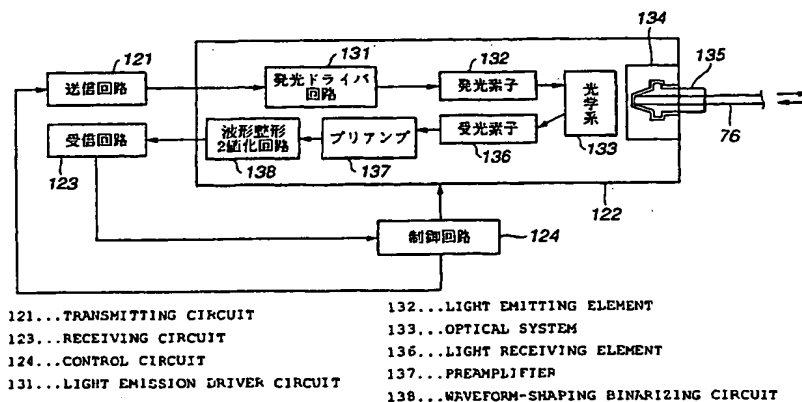 121
送信回路
131
発光ドライバ
回路
132
発光素子
134
135
光学系
133
76
受信回路
123
波形整形
2値化回路
138
プリアンプ
137
受光素子
136
122
制御回路
124
121...TRANSMITTING CIRCUIT
123...RECEIVING CIRCUIT
124...CONTROL CIRCUIT
131...LIGHT EMISSION DRIVER CIRCUIT
132...LIGHT EMITTING ELEMENT
133...OPTICAL SYSTEM
136...LIGHT RECEIVING ELEMENT
137...PREAMPLIFIER
138...WAVEFORM-SHAPING BINARIZING CIRCUIT